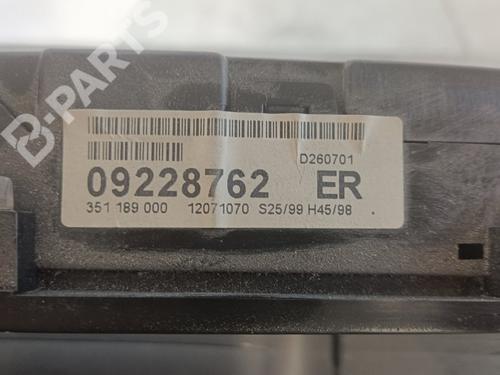 B-PARTS
D260701
09228762 ER
351 189 000 12071070 S25/99 H45/98 .